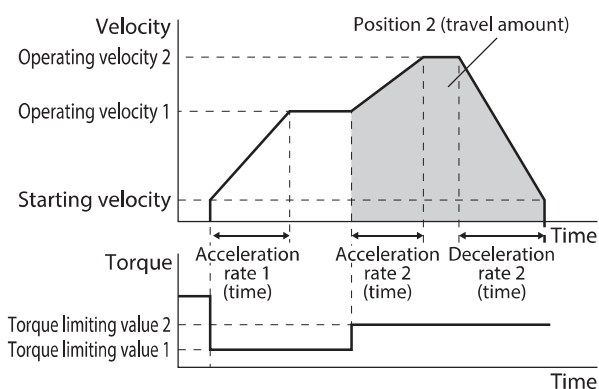 Velocity
Position 2 (travel amount)
Operating velocity 2
Operating velocity 1
Starting velocity
Time
Acceleration
rate 1
(time)
Acceleration
rate 2
(time)
Deceleration
rate 2
(time)
Torque
Torque limiting value 2
Torque limiting value 1
Time